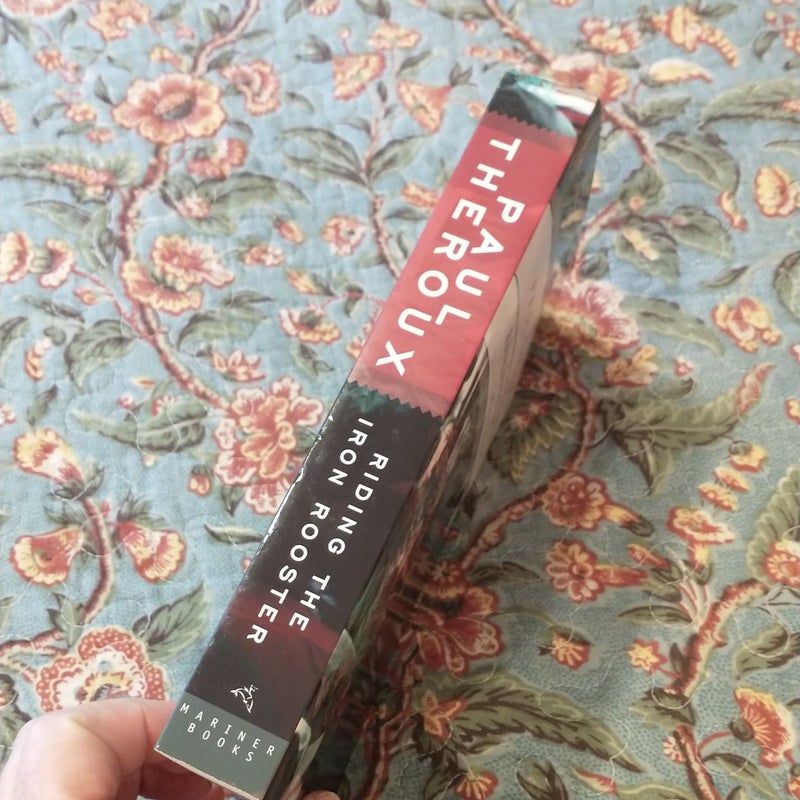 PAUL
THEROUX
RIDING THE
IRON ROOSTER
MARINER
BOOKS